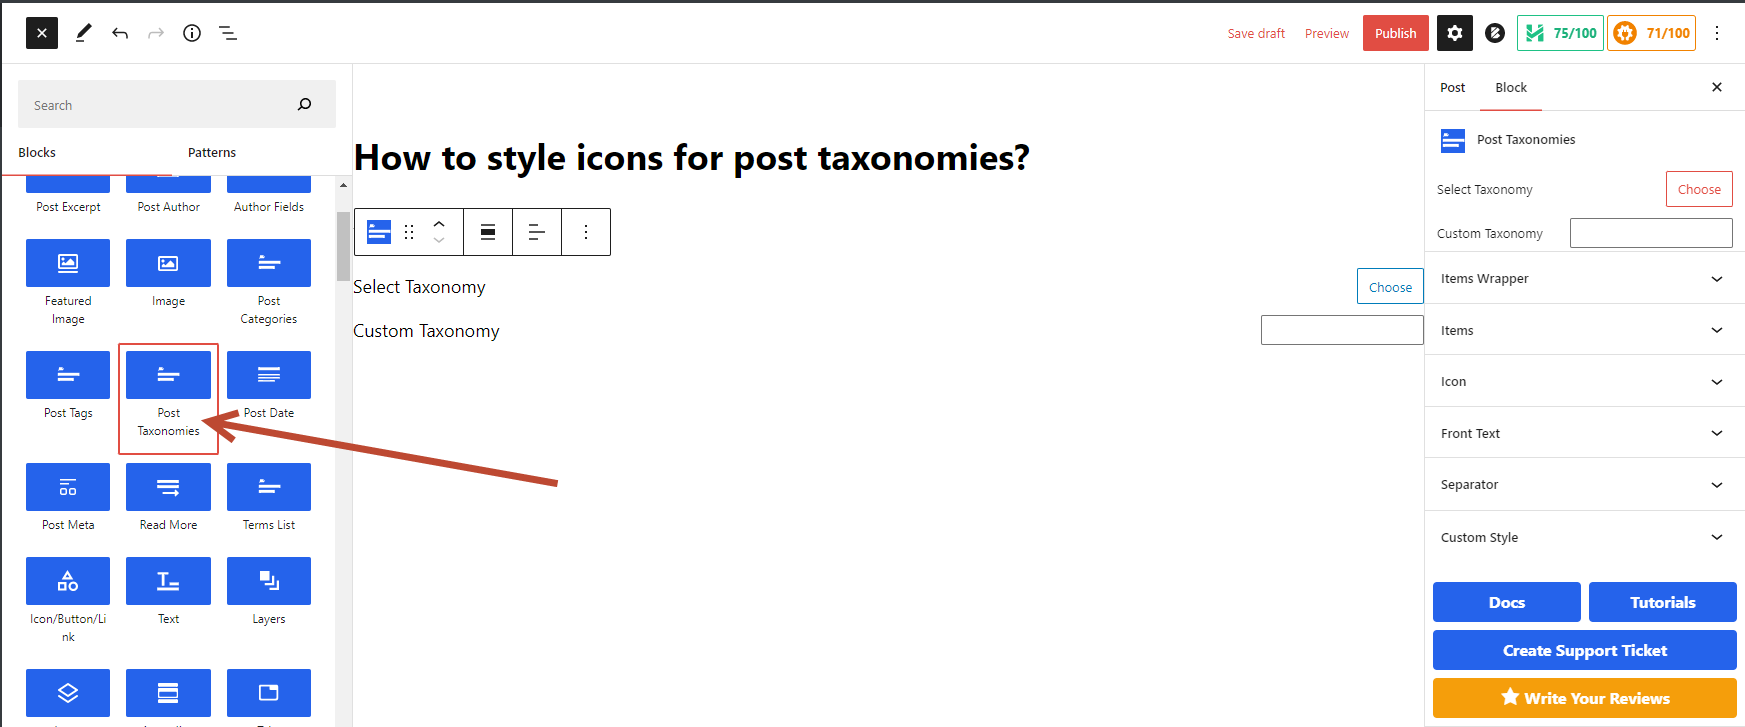 Save draft
Preview
Publish
75/100
71/100
Search
Blocks
Patterns
Post Excerpt
Post Author
Author Fields
Featured
Image
Image
Post
Categories
Post Tags
Post
Taxonomies
Post Date
Post Meta
Read More
Terms List
Icon/Button/Li
nk
Text
Layers
How to style icons for post taxonomies?
Select Taxonomy
Choose
Custom Taxonomy
Post
Block
Post Taxonomies
Select Taxonomy
Choose
Custom Taxonomy
Items Wrapper
Items
Icon
Front Text
Separator
Custom Style
Docs
Tutorials
Create Support Ticket
Write Your Reviews